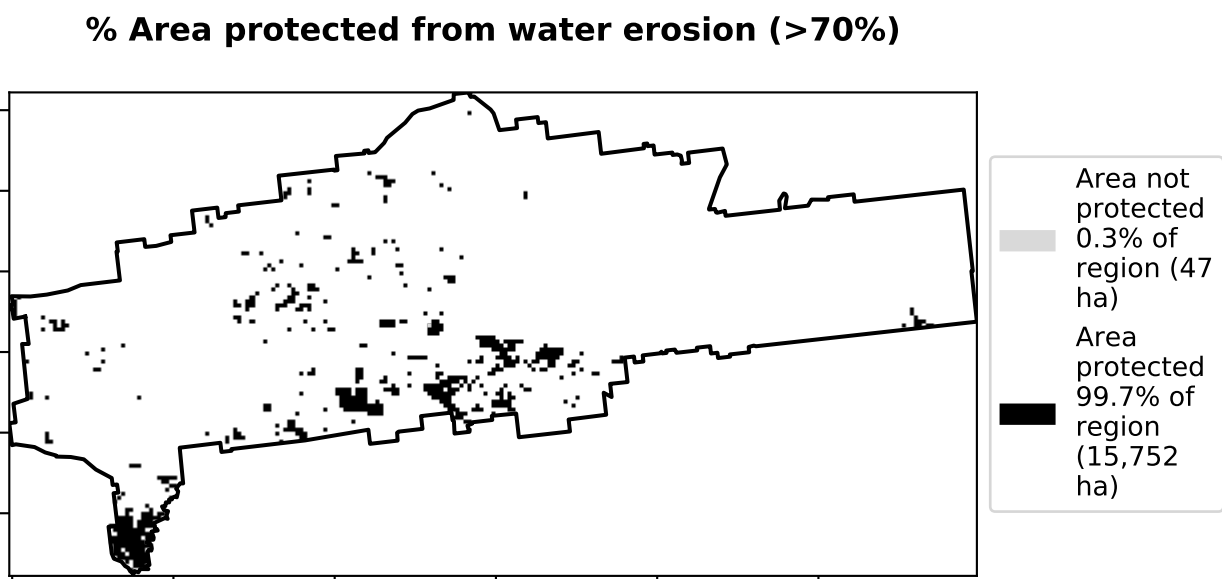 % Area protected from water erosion (>70%)
Area not
protected
0.3% of
region (47
ha)
Area
protected
99.7% of
region
(15,752
ha)